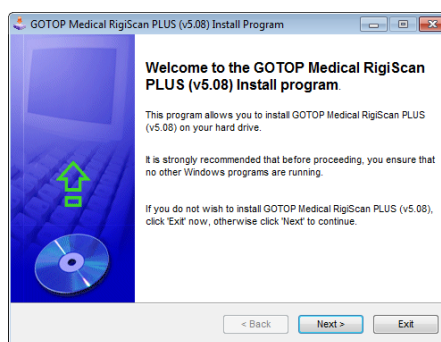 GOTOP Medical RigiScan PLUS (v5.08) Install Program
Welcome to the GOTOP Medical RigiScan
PLUS (v5.08) Install program.
This program allows you to install GOTOP Medical RigiScan PLUS
(v5.08) on your hard drive.
It is strongly recommended that before proceeding, you ensure that
no other Windows programs are running.
If you do not wish to install GOTOP Medical RigiScan PLUS (v5.08),
click 'Exit' now, otherwise click 'Next' to continue.
< Back
Next >
Exit